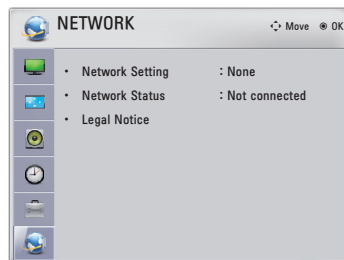 NETWORK
Move ◉ OK
• Network Setting : None
• Network Status : Not connected
• Legal Notice